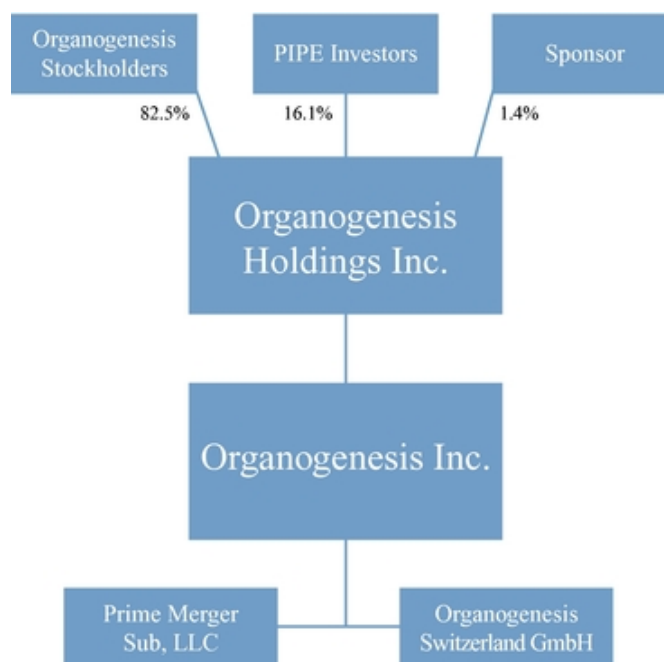 Organogenesis
Stockholders
PIPE Investors
Sponsor
82.5%
16.1%
1.4%
Organogenesis
Holdings Inc.
Organogenesis Inc.
Prime Merger
Sub, LLC
Organogenesis
Switzerland GmbH